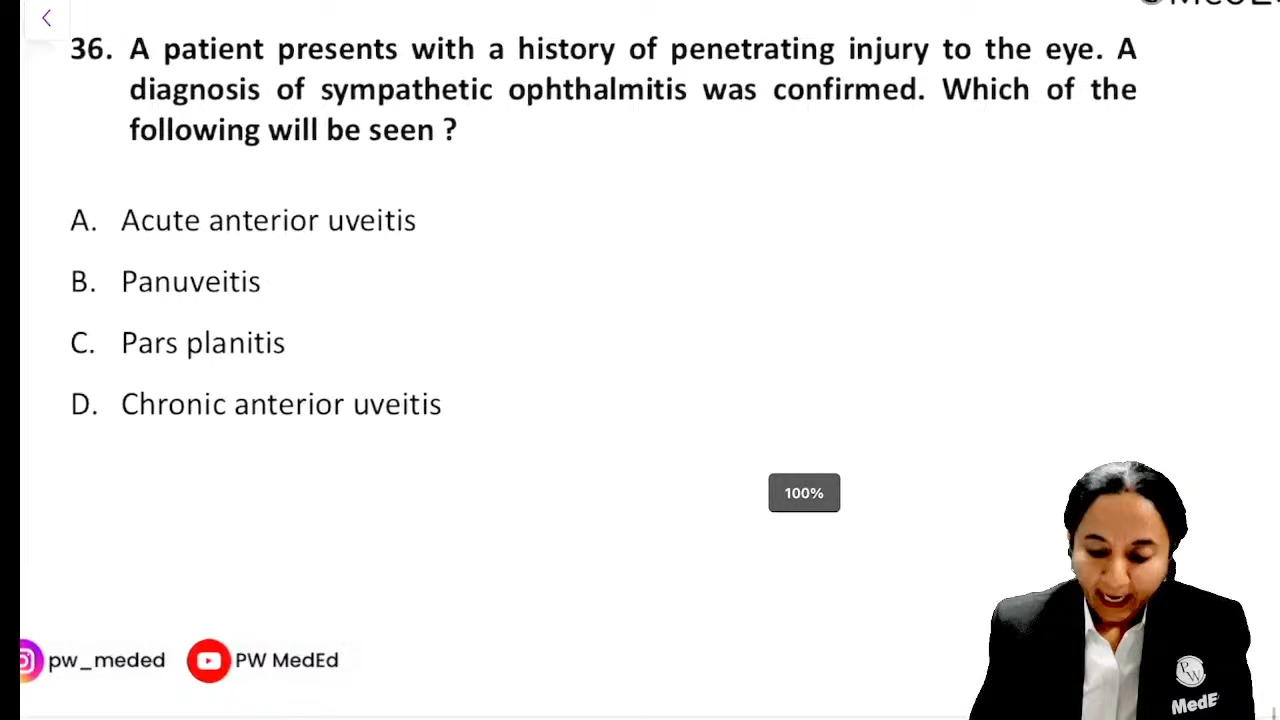 36. A patient presents with a history of penetrating injury to the eye. A
diagnosis of sympathetic ophthalmitis was confirmed. Which of the
following will be seen ?
A. Acute anterior uveitis
B. Panuveitis
C. Pars planitis
D. Chronic anterior uveitis
100%
pw_meded PW MedEd
PW
MedE